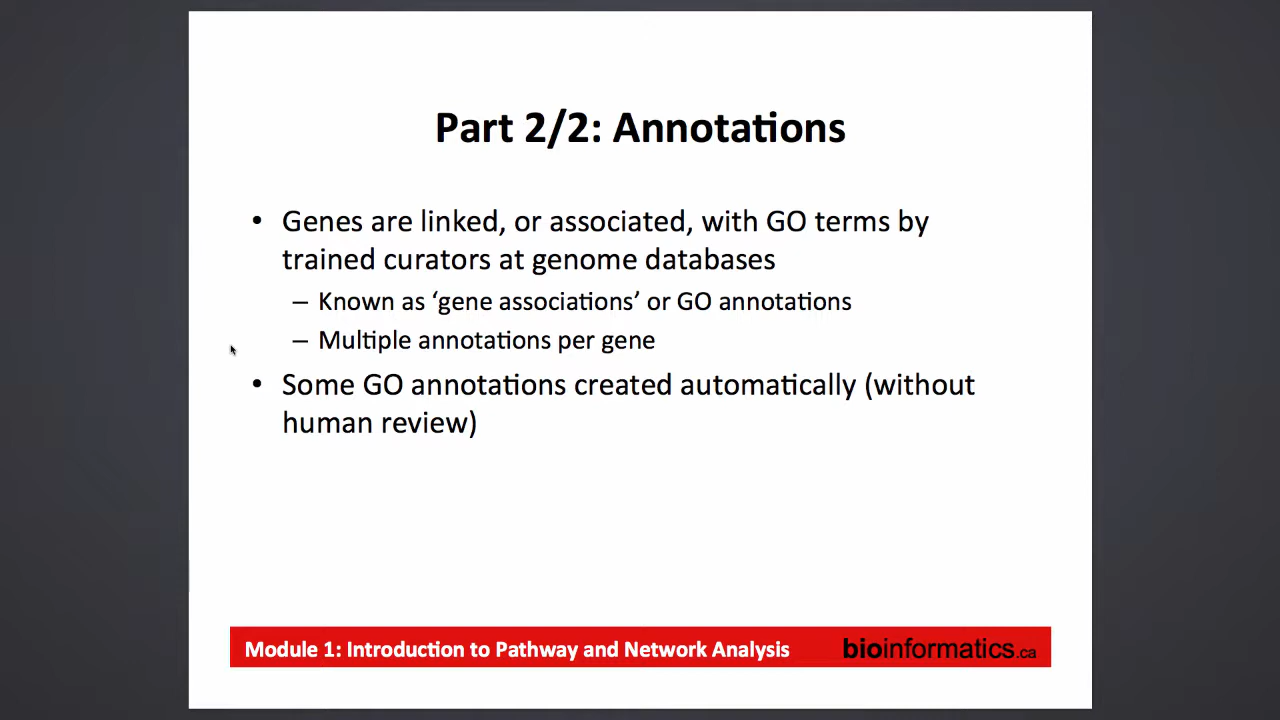 Part 2/2: Annotations
• Genes are linked, or associated, with GO terms by
trained curators at genome databases
– Known as ‘gene associations’ or GO annotations
– Multiple annotations per gene
• Some GO annotations created automatically (without
human review)
Module 1: Introduction to Pathway and Network Analysis
bioinformatics.ca